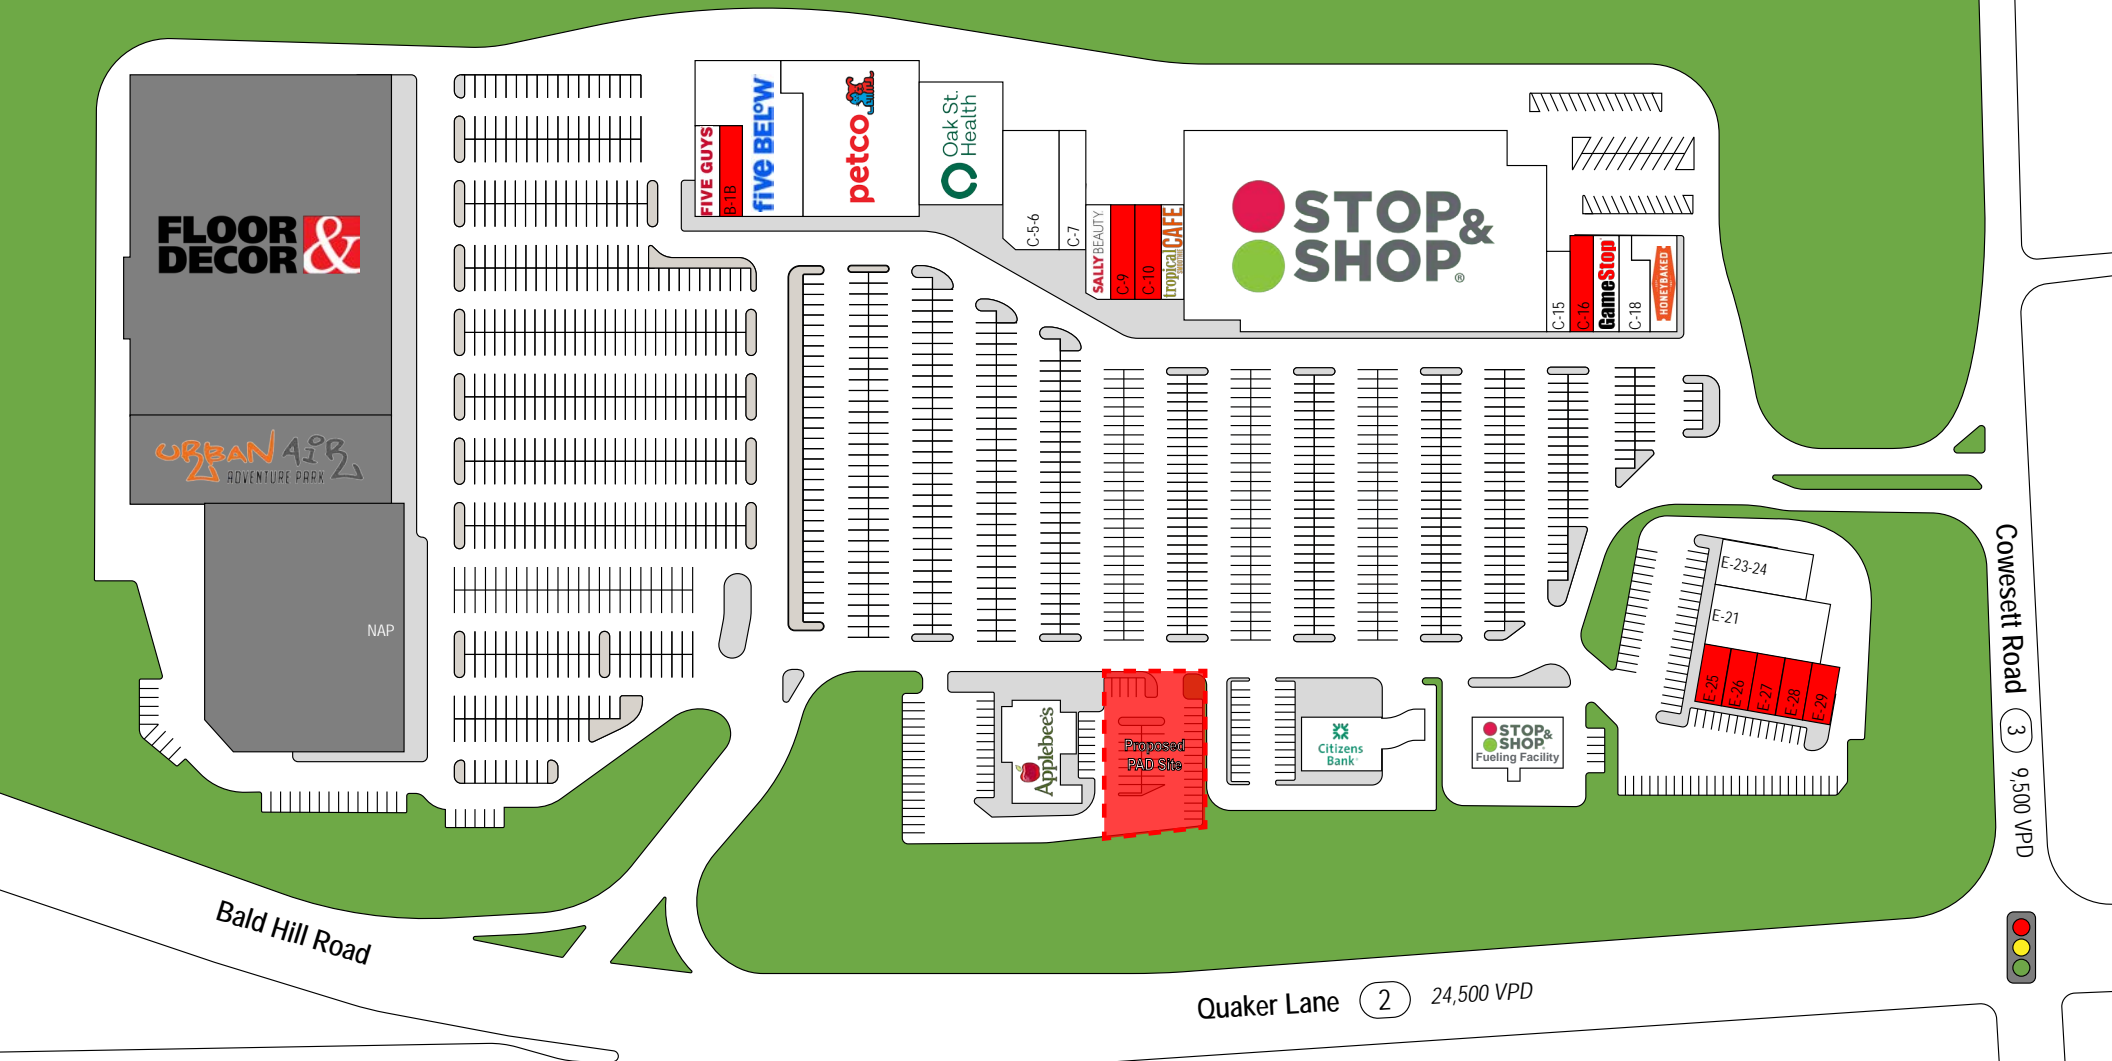 FLOOR &
DECOR
URBAN AIR
ADVENTURE PARK
NAP
FIVE GUYS
B-1B
five BEL°W
petco
Oak St.
Health
C-5-6
C-7
SALLY BEAUTY
C-9
C-10
tropical
SMOOTHIE
CAFE
STOP&
SHOP®
C-15
C-16
GameStop
C-18
HONEYBAKED
E-23-24
E-21
E-25
E-26
E-27
E-28
E-29
Applebee's
Proposed
PAD Site
Citizens
Bank
STOP&
SHOP
Fueling Facility
Cowesett Road 3 9,500 VPD
Bald Hill Road
Quaker Lane 2 24,500 VPD